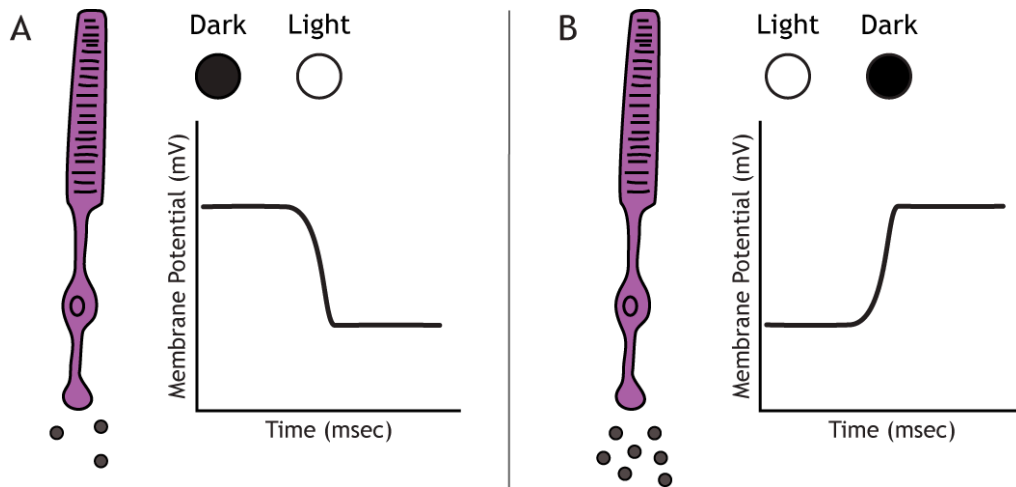 A
Dark Light
Membrane Potential (mV)
Time (msec)
B
Light Dark
Membrane Potential (mV)
Time (msec)